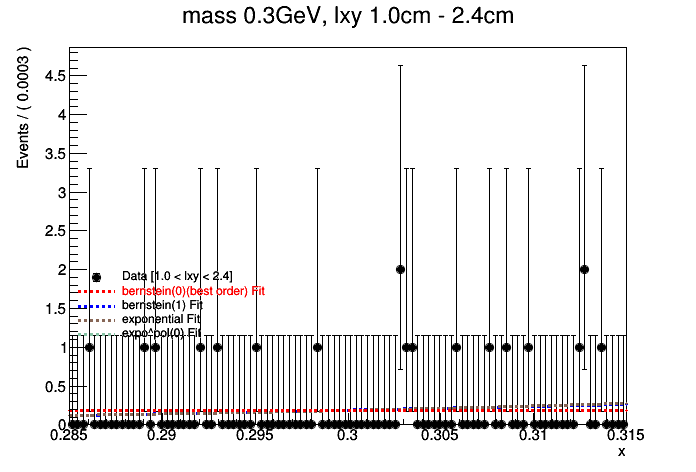 mass 0.3GeV, lxy 1.0cm - 2.4cm
Events / ( 0.0003 )
4.5
4
3.5
3
2.5
2
1.5
1
0.5
0
Data [1.0 < lxy < 2.4]
bernstein(0)(best order) Fit
bernstein(1) Fit
exponential Fit
expo^pol(0) Fit
0.285 0.29 0.295 0.3 0.305 0.31 0.315
x